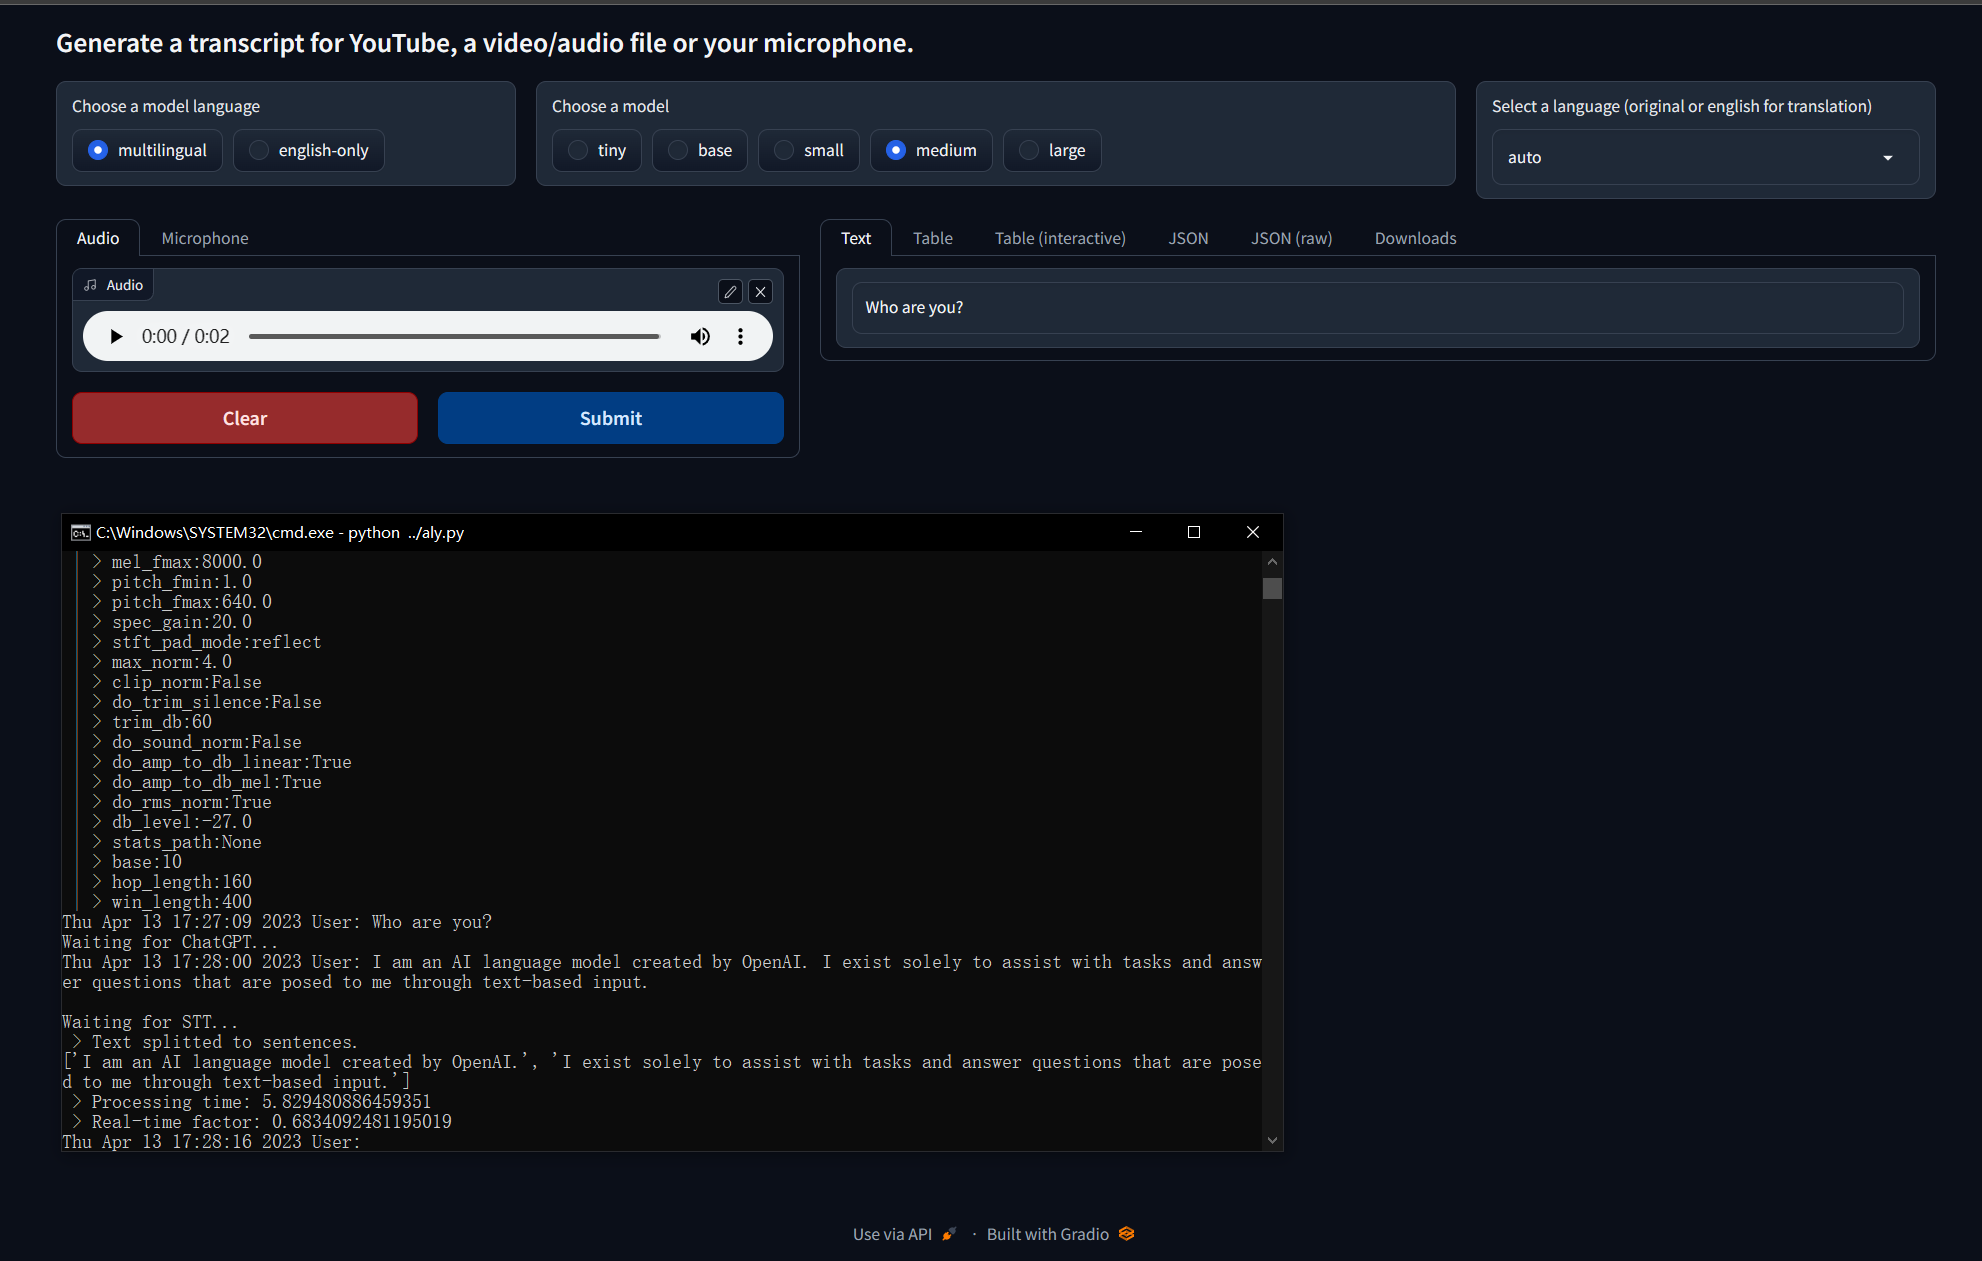 Generate a transcript for YouTube, a video/audio file or your microphone.
Choose a model language
multilingual
english-only
Choose a model
tiny
base
small
medium
large
Select a language (original or english for translation)
auto
Audio
Microphone
Audio
0:00 / 0:02
Clear
Submit
Text
Table
Table (interactive)
JSON
JSON (raw)
Downloads
Who are you?
C:\Windows\SYSTEM32\cmd.exe - python  ../aly.py
> mel_fmax:8000.0
> pitch_fmin:1.0
> pitch_fmax:640.0
> spec_gain:20.0
> stft_pad_mode:reflect
> max_norm:4.0
> clip_norm:False
> do_trim_silence:False
> trim_db:60
> do_sound_norm:False
> do_amp_to_db_linear:True
> do_amp_to_db_mel:True
> do_rms_norm:True
> db_level:-27.0
> stats_path:None
> base:10
> hop_length:160
> win_length:400
Thu Apr 13 17:27:09 2023 User: Who are you?
Waiting for ChatGPT...
Thu Apr 13 17:28:00 2023 User: I am an AI language model created by OpenAI. I exist solely to assist with tasks and answ
er questions that are posed to me through text-based input.
Waiting for STT...
> Text splitted to sentences.
['I am an AI language model created by OpenAI.', 'I exist solely to assist with tasks and answer questions that are pose
d to me through text-based input.']
> Processing time: 5.829480886459351
> Real-time factor: 0.6834092481195019
Thu Apr 13 17:28:16 2023 User:
Use via API · Built with Gradio